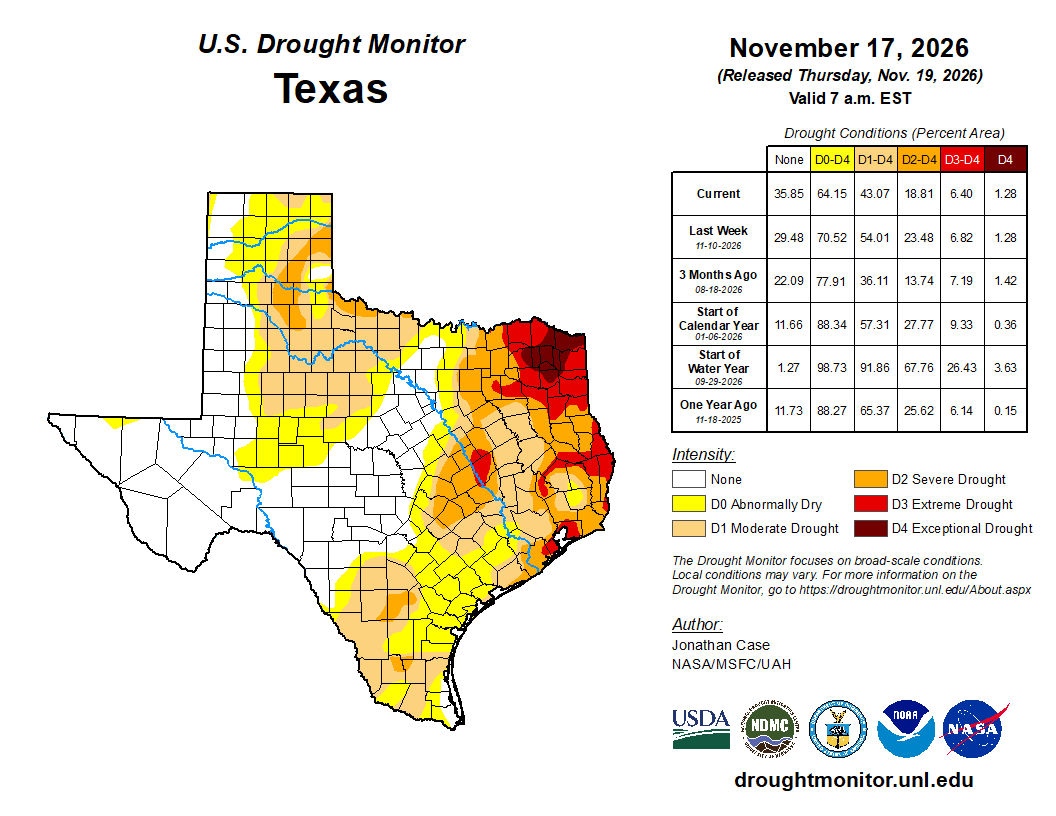 U.S. Drought Monitor
Texas
November 17, 2026
(Released Thursday, Nov. 19, 2026)
Valid 7 a.m. EST
Drought Conditions (Percent Area)
None D0-D4 D1-D4 D2-D4 D3-D4 D4
Current 35.85 64.15 43.07 18.81 6.40 1.28
Last Week
11-10-2026
29.48 70.52 54.01 23.48 6.82 1.28
3 Months Ago
08-18-2026
22.09 77.91 36.11 13.74 7.19 1.42
Start of
Calendar Year
01-06-2026
11.66 88.34 57.31 27.77 9.33 0.36
Start of
Water Year
09-29-2026
1.27 98.73 91.86 67.76 26.43 3.63
One Year Ago
11-18-2025
11.73 88.27 65.37 25.62 6.14 0.15
Intensity:
None
D0 Abnormally Dry
D1 Moderate Drought
D2 Severe Drought
D3 Extreme Drought
D4 Exceptional Drought
The Drought Monitor focuses on broad-scale conditions.
Local conditions may vary. For more information on the
Drought Monitor, go to https://droughtmonitor.unl.edu/About.aspx
Author:
Jonathan Case
NASA/MSFC/UAH
USDA
NDMC
NOAA
NASA
droughtmonitor.unl.edu